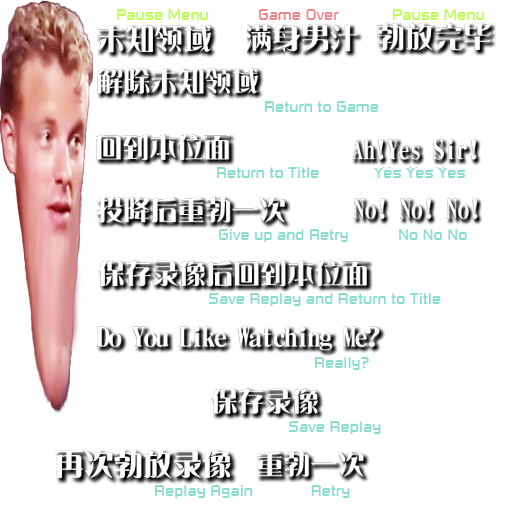 Pause Menu Game Over Pause Menu
未知领域 满身男汁 勃放完毕
解除未知领域
Return to Game
回到本位面 Ah!Yes Sir!
Return to Title Yes Yes Yes
投降后重勃一次 No! No! No!
Give up and Retry No No No
保存录像后回到本位面
Save Replay and Return to Title
Do You Like Watching Me?
Really?
保存录像
Save Replay
再次勃放录像 重勃一次
Replay Again Retry